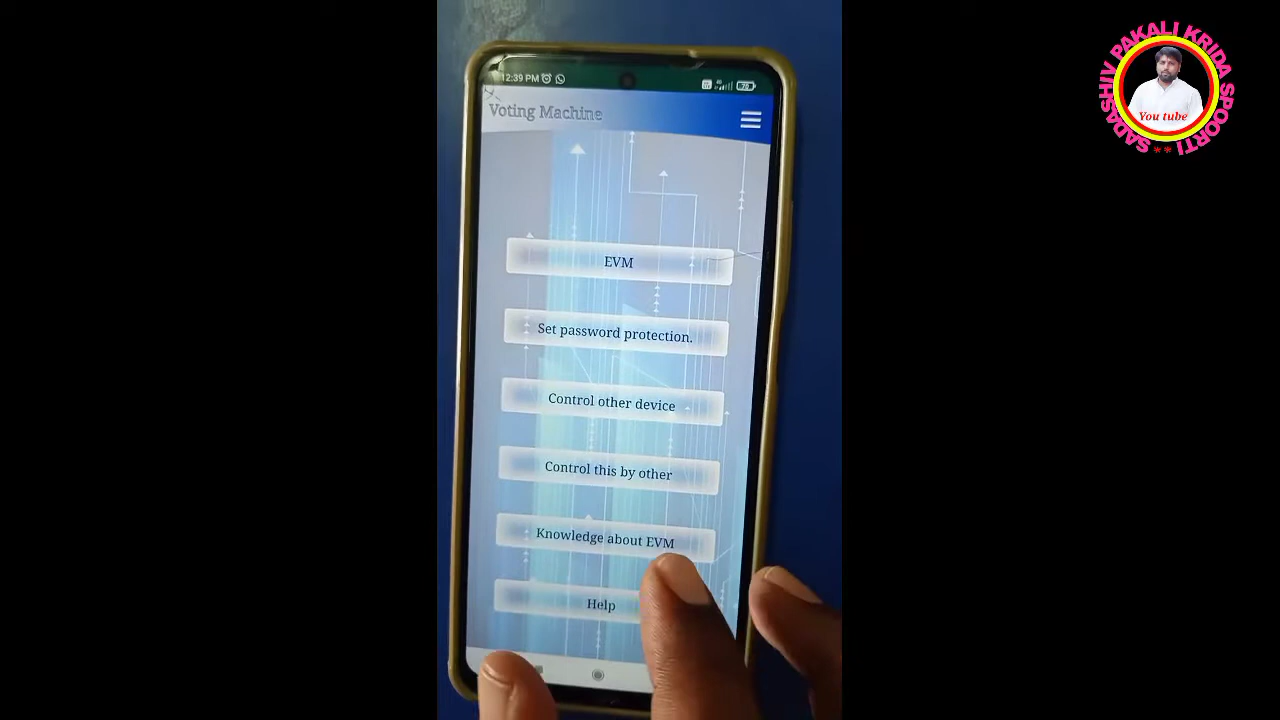 12:39 PM
78
Voting Machine
EVM
Set password protection.
Control other device
Control this by other
Knowledge about EVM
Help
SADASHIV PAKALI KRIDA SPOORTI
You tube
**